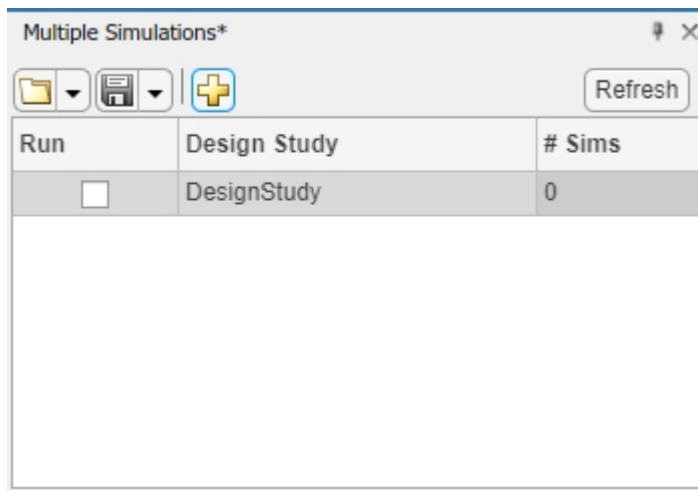 Multiple Simulations*
Refresh
Run Design Study # Sims
DesignStudy 0